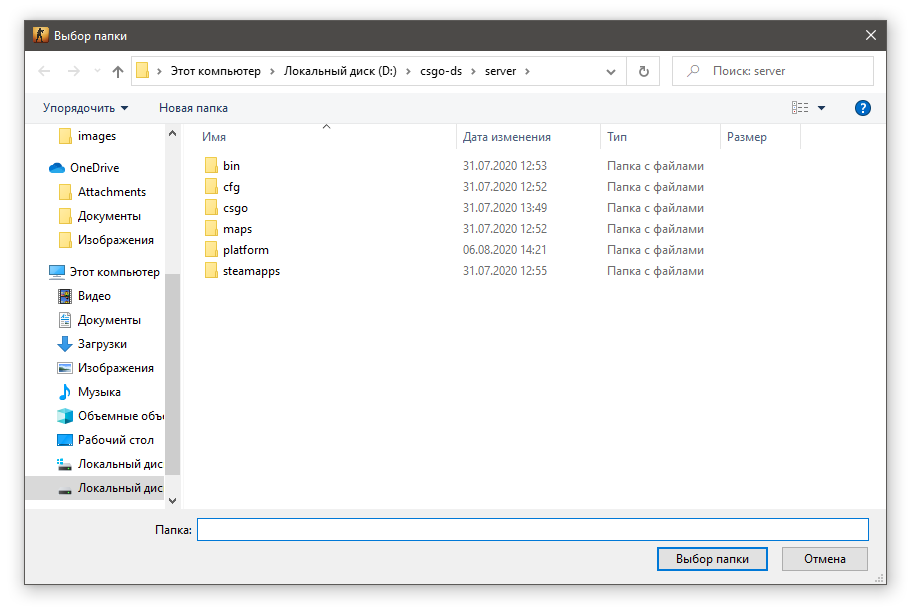 Выбор папки
Этот компьютер › Локальный диск (D:) › csgo-ds › server ›
Поиск: server
Упорядочить Новая папка
?
images
OneDrive
Attachments
Документы
Изображения
Этот компьютер
Видео
Документы
Загрузки
Изображения
Музыка
Объемные объ
Рабочий стол
Локальный дис
Локальный дис
Имя Дата изменения Тип Размер
bin 31.07.2020 12:53 Папка с файлами
cfg 31.07.2020 12:52 Папка с файлами
csgo 31.07.2020 13:49 Папка с файлами
maps 31.07.2020 12:52 Папка с файлами
platform 06.08.2020 14:21 Папка с файлами
steamapps 31.07.2020 12:55 Папка с файлами
Папка:
Выбор папки Отмена